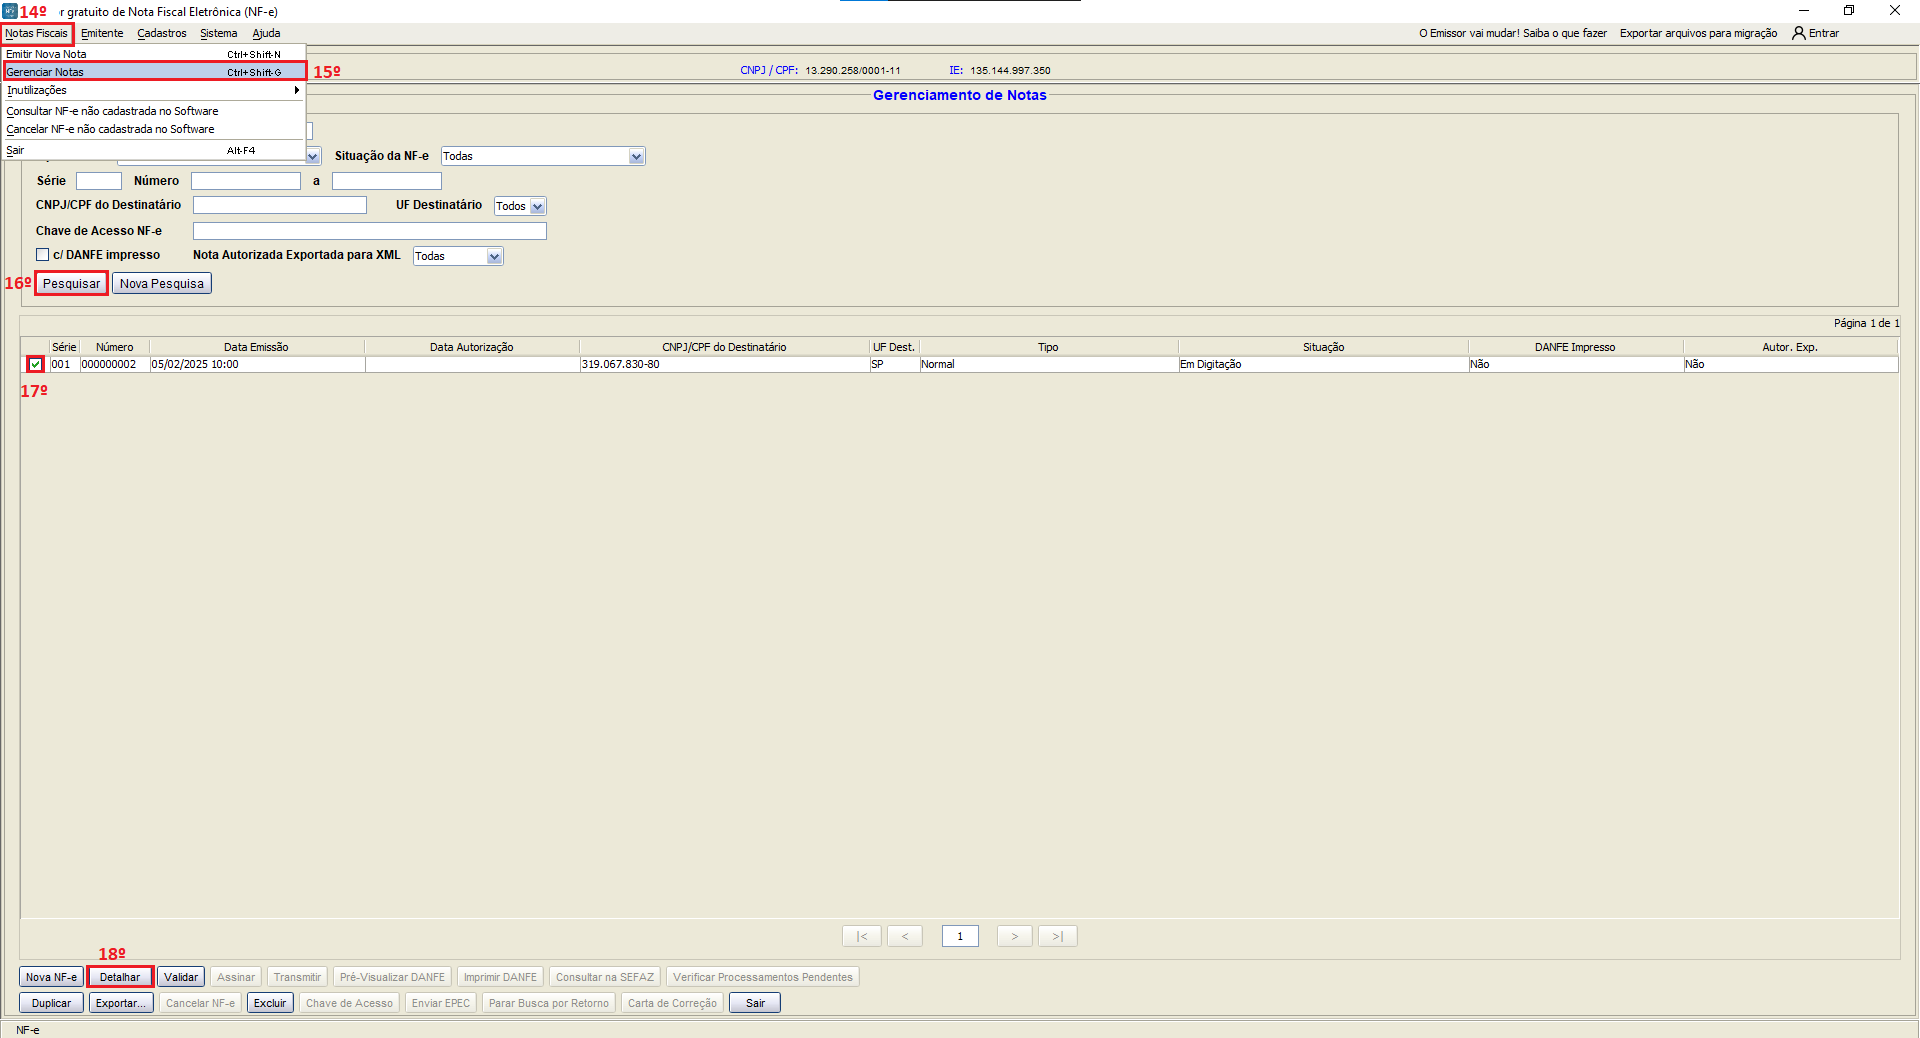 14º r gratuito de Nota Fiscal Eletrônica (NF-e)
Notas Fiscais Emitente Cadastros Sistema Ajuda
O Emissor vai mudar! Saiba o que fazer Exportar arquivos para migração Entrar
Emitir Nova Nota Ctrl+Shift-N
Gerenciar Notas Ctrl+Shift-G 15º
Inutilizações
Consultar NF-e não cadastrada no Software
Cancelar NF-e não cadastrada no Software
Sair Alt-F4
CNPJ / CPF: 13.290.258/0001-11 IE: 135.144.997.350
Gerenciamento de Notas
Situação da NF-e Todas
Série Número a
CNPJ/CPF do Destinatário UF Destinatário Todos
Chave de Acesso NF-e
c/ DANFE impresso Nota Autorizada Exportada para XML Todas
16º Pesquisar Nova Pesquisa
Página 1 de 1
Série Número Data Emissão Data Autorização CNPJ/CPF do Destinatário UF Dest. Tipo Situação DANFE Impresso Autor. Exp.
001 000000002 05/02/2025 10:00 319.067.830-80 SP Normal Em Digitação Não Não
17º
|< < 1 > >|
18º
Nova NF-e Detalhar Validar Assinar Transmitir Pré-Visualizar DANFE Imprimir DANFE Consultar na SEFAZ Verificar Processamentos Pendentes
Duplicar Exportar... Cancelar NF-e Excluir Chave de Acesso Enviar EPEC Parar Busca por Retorno Carta de Correção Sair
NF-e